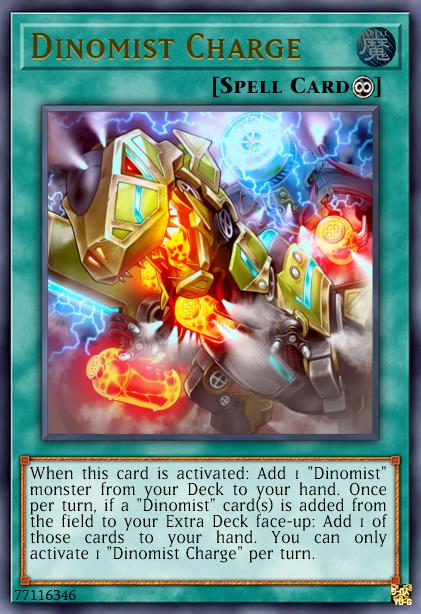 Dinomist Charge
魔
[Spell Card]
When this card is activated: Add 1 "Dinomist"
monster from your Deck to your hand. Once
per turn, if a "Dinomist" card(s) is added from
the field to your Extra Deck face-up: Add 1 of
those cards to your hand. You can only
activate 1 "Dinomist Charge" per turn.
77116346